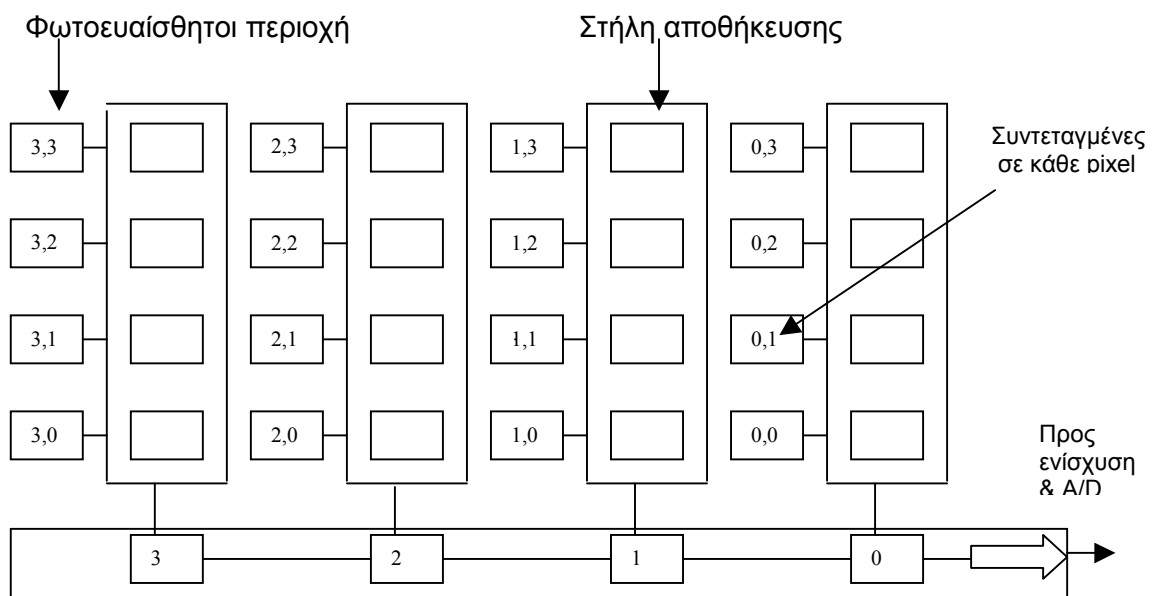 Φωτοευαίσθητοι περιοχή
Στήλη αποθήκευσης
3,3
2,3
1,3
0,3
Συντεταγμένες
σε κάθε pixel
3,2
2,2
1,2
0,2
3,1
2,1
1,1
0,1
3,0
2,0
1,0
0,0
Προς
ενίσχυση
& A/D
3
2
1
0